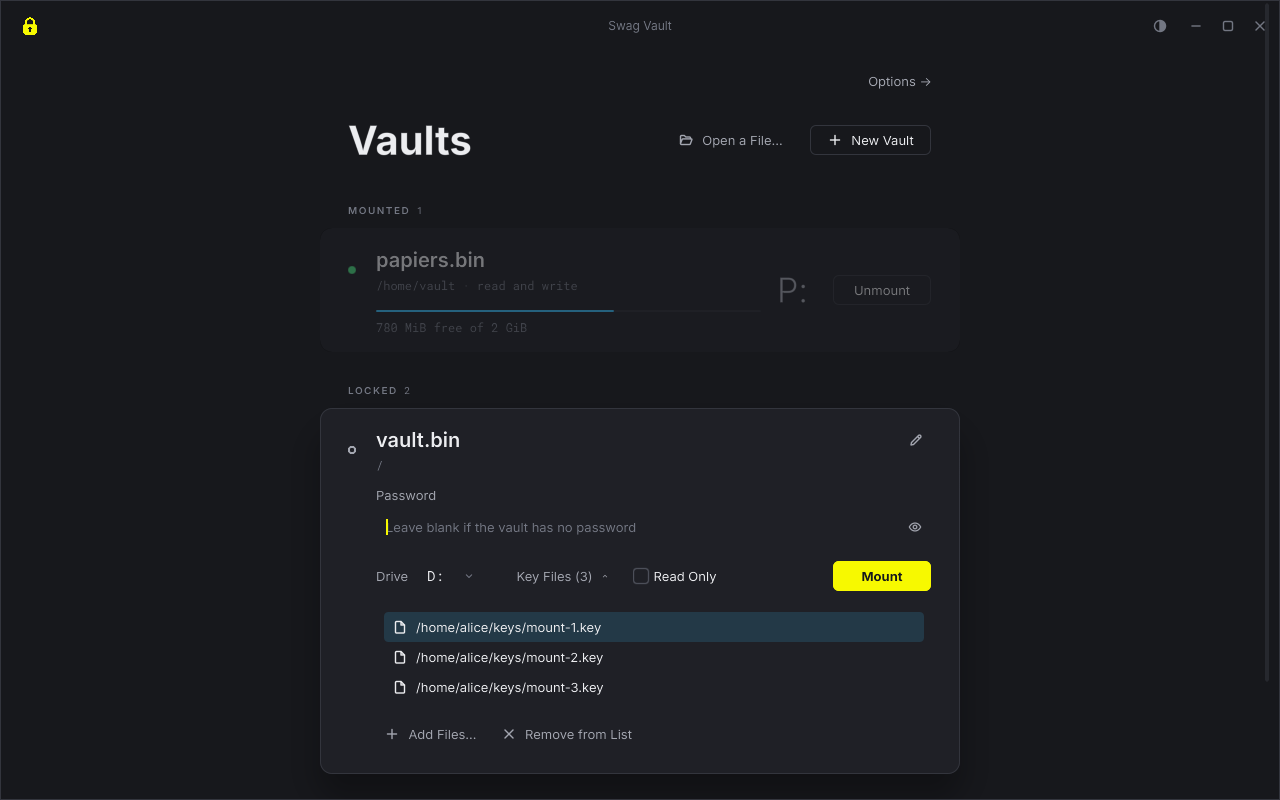 Swag Vault
Options →
Vaults
Open a File...
New Vault
MOUNTED 1
papiers.bin
/home/vault · read and write
780 MiB free of 2 GiB
P:
Unmount
LOCKED 2
vault.bin
/
Password
Leave blank if the vault has no password
Drive D: Key Files (3) Read Only Mount
/home/alice/keys/mount-1.key
/home/alice/keys/mount-2.key
/home/alice/keys/mount-3.key
Add Files... Remove from List